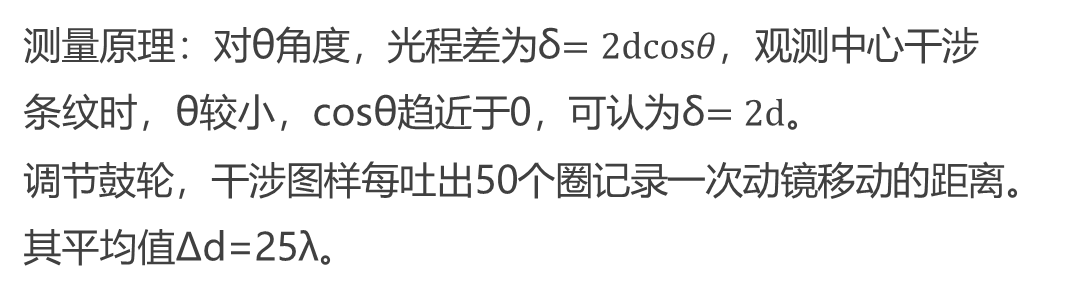 测量原理：对θ角度，光程差为δ= 2dcosθ，观测中心干涉
条纹时，θ较小，cosθ趋近于0，可认为δ= 2d。
调节鼓轮，干涉图样每吐出50个圈记录一次动镜移动的距离。
其平均值Δd=25λ。